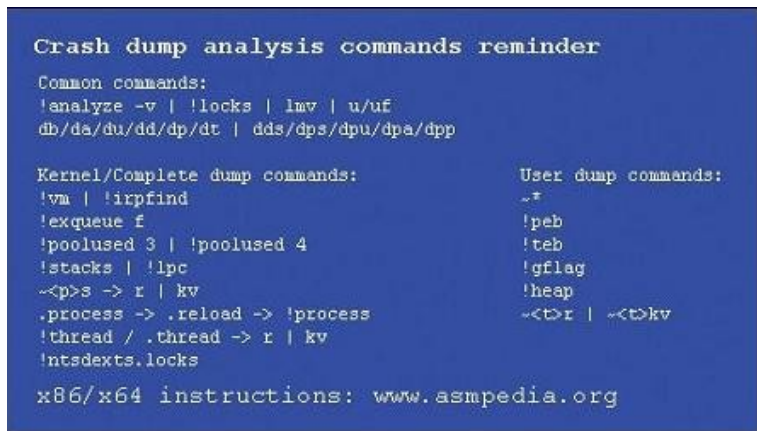 Crash dump analysis commands reminder
Common commands:
!analyze -v | !locks | lmv | u/uf
db/da/du/dd/dp/dt | dds/dps/dpu/dpa/dpp
Kernel/Complete dump commands:
!vm | !irpfind
!exqueue f
!poolused 3 | !poolused 4
!stacks | !lpc
~<p>s -> r | kv
.process -> .reload -> !process
!thread / .thread -> r | kv
!ntsdexts.locks
User dump commands:
~*
!peb
!teb
!gflag
!heap
~<t>r | ~<t>kv
x86/x64 instructions: www.asmpedia.org